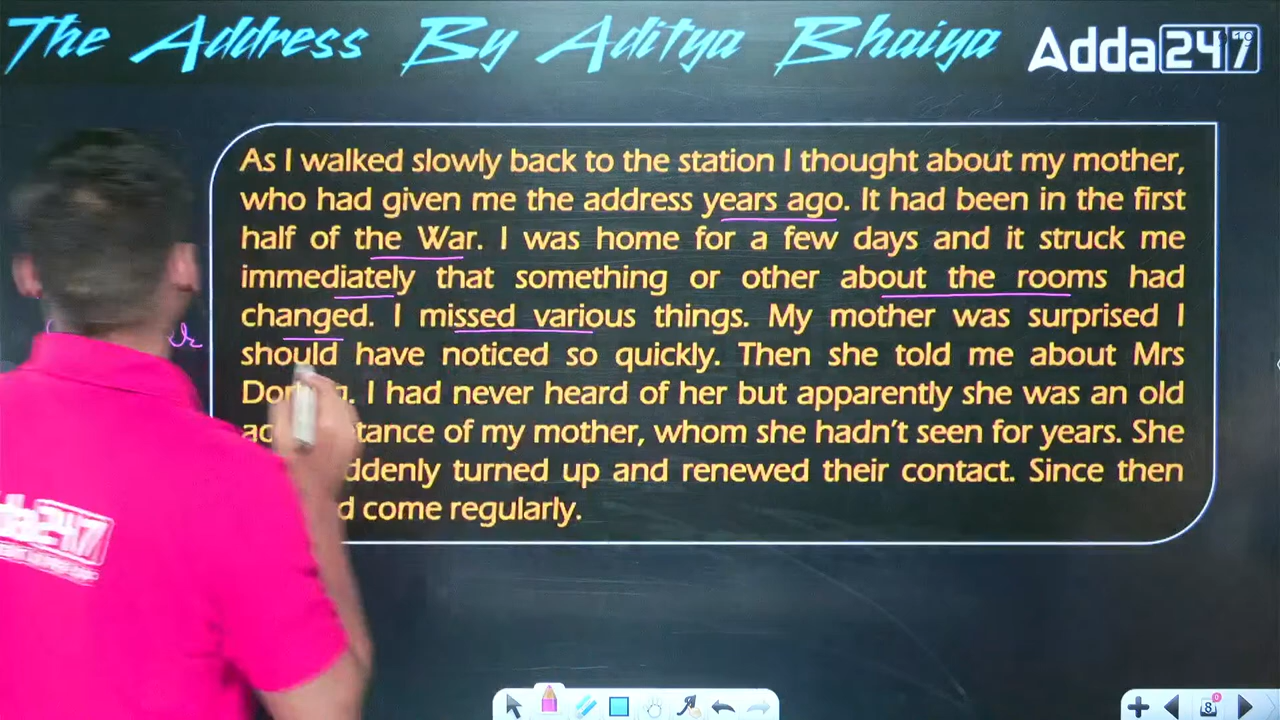 The Address By Aditya Bhaiya
Adda247
As I walked slowly back to the station I thought about my mother,
who had given me the address years ago. It had been in the first
half of the War. I was home for a few days and it struck me
immediately that something or other about the rooms had
changed. I missed various things. My mother was surprised I
should have noticed so quickly. Then she told me about Mrs
I had never heard of her but apparently she was an old
of my mother, whom she hadn't seen for years. She
turned up and renewed their contact. Since then
come regularly.
8